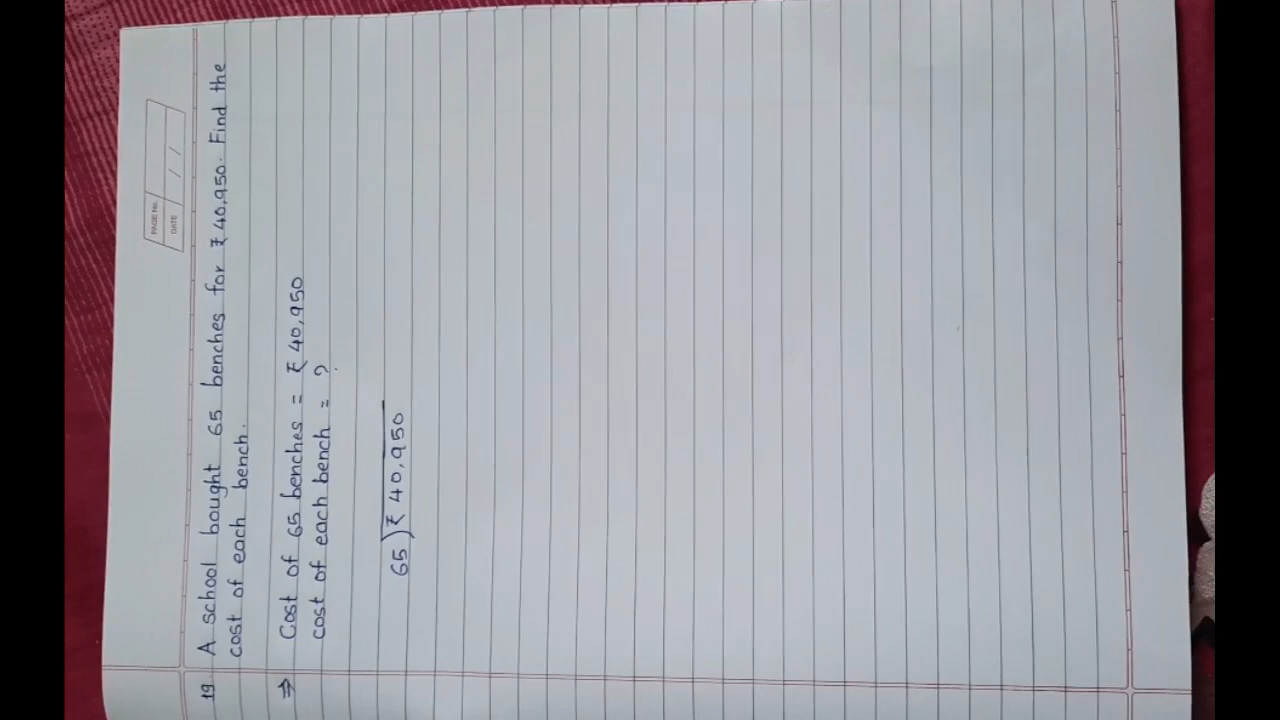 PAGE No.
DATE / /
19 A school bought 65 benches for ₹ 40,950. Find the
cost of each bench.
⇒ Cost of 65 benches = ₹ 40,950
cost of each bench = ?
65)₹ 40,950